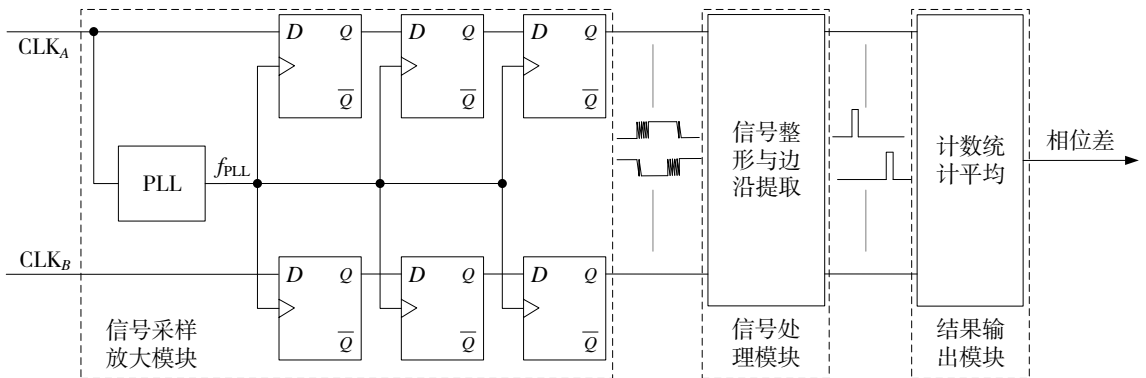 CLK_A
D Q D Q D Q
Q̅ Q̅ Q̅
PLL
f_PLL
CLK_B
D Q D Q D Q
Q̅ Q̅ Q̅
信号采样
放大模块
信号整
形与边
沿提取
信号处
理模块
计数统
计平均
结果输
出模块
相位差